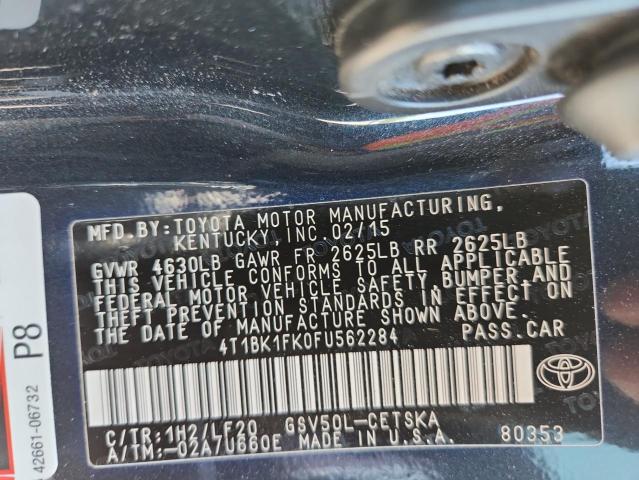 MFD.BY:TOYOTA MOTOR MANUFACTURING,
KENTUCKY, INC. 02/15
GVWR 4630LB GAWR FR 2625LB RR 2625LB
THIS VEHICLE CONFORMS TO ALL APPLICABLE
FEDERAL MOTOR VEHICLE SAFETY, BUMPER, AND
THEFT PREVENTION STANDARDS IN EFFECT ON
THE DATE OF MANUFACTURE SHOWN ABOVE.
4T1BK1FK0FU562284 PASS.CAR
C/TR:1H2/LF20 GSV50L-CETSKA
A/TM:-02A/U660E MADE IN U.S.A. 80353
P8
42661-06732